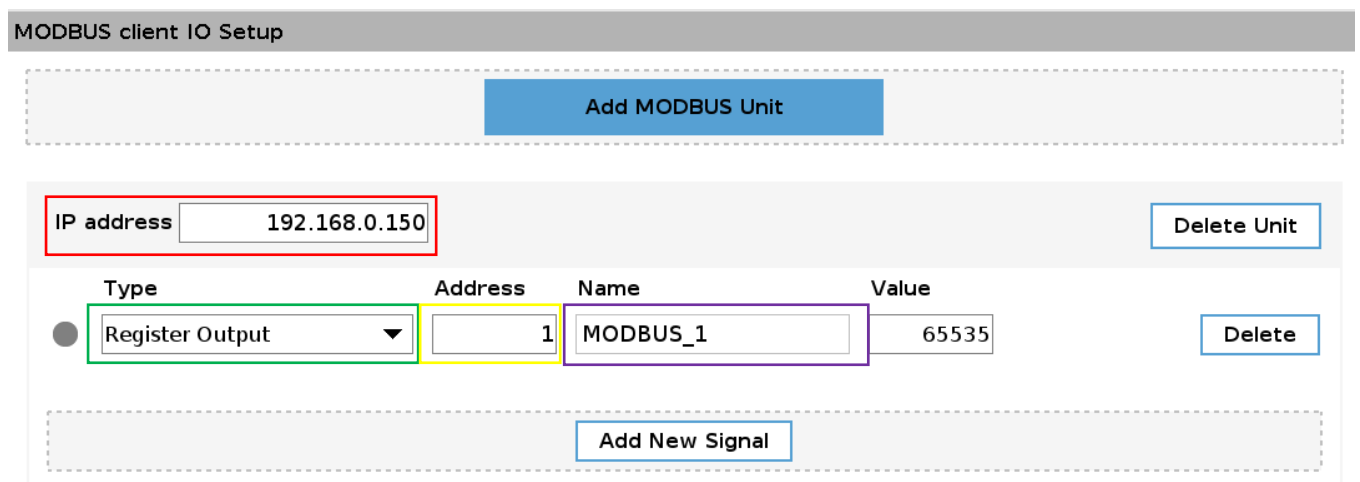 MODBUS client IO Setup
Add MODBUS Unit
IP address 192.168.0.150 Delete Unit
Type Address Name Value
Register Output 1 MODBUS_1 65535 Delete
Add New Signal